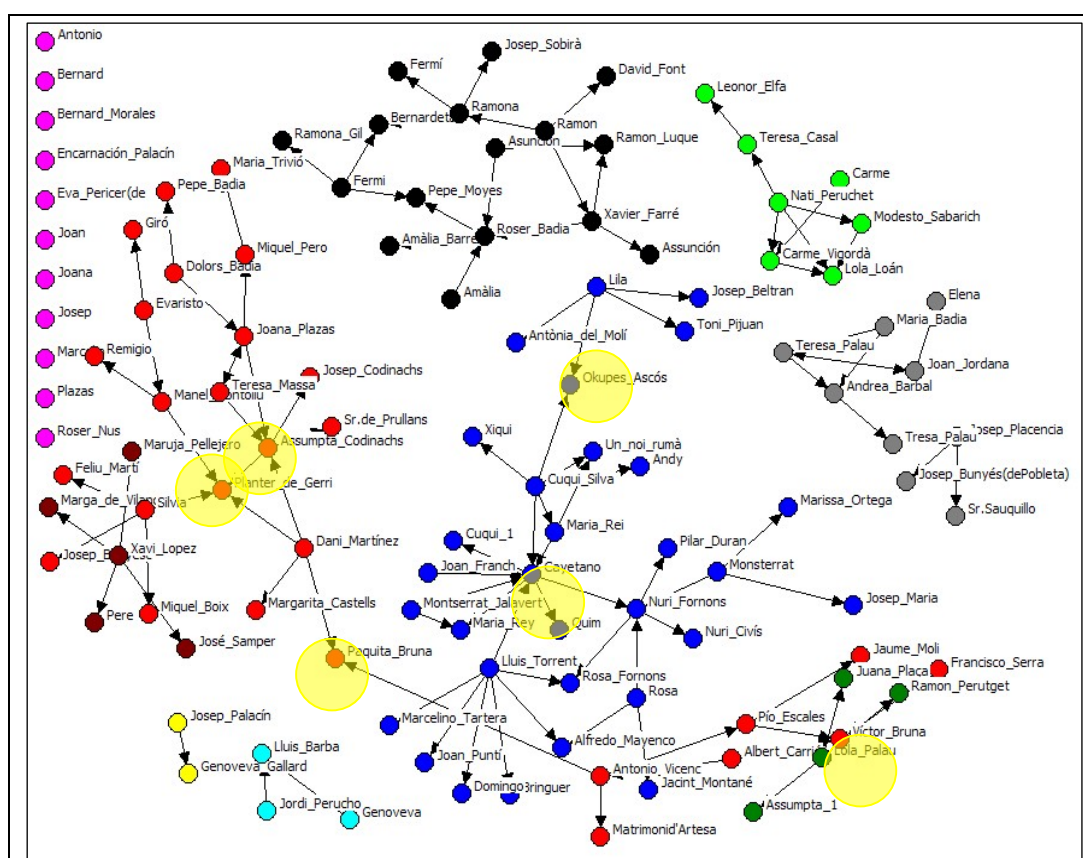 Antonio
Bernard
Bernard_Morales
Encarnación_Palacín
Eva_Pericer(de
Joan
Joana
Josep
Plazas
Roser_Nus
Josep_Sobirà
Fermí
David_Font
Ramona
Ramon
Ramona_Gil
Asunción
Ramon_Luque
Maria_Trivió
Pepe_Badia
Fermi
Pepe_Moyes
Giró
Amàlia_Barre
Roser_Badia
Xavier_Farré
Miquel_Pero
Assunción
Dolors_Badia
Amàlia
Evaristo
Joana_Plazas
Remigio
Teresa_Massa
Josep_Codinachs
Sr.de_Prullans
Maruja_Pellejero
Assumpta_Codinachs
Feliu_Martí
Planter_de_Gerri
Silvia
Xavi_Lopez
Dani_Martínez
Pere
Miquel_Boix
Margarita_Castells
José_Samper
Paquita_Bruna
Josep_Palacín
Genoveva_Gallard
Lluis_Barba
Jordi_Perucho
Genoveva
Leonor_Elfa
Teresa_Casal
Carme
Nati_Peruchet
Modesto_Sabarich
Carme_Vigordà
Lola_Loán
Lila
Josep_Beltran
Antònia_del_Molí
Toni_Pijuan
Okupes_Ascós
Elena
Maria_Badia
Teresa_Palau
Joan_Jordana
Andrea_Barbal
Tresa_Palau
Josep_Placencia
Josep_Bunyés(dePobleta)
Sr.Sauquillo
Xiqui
Un_noi_rumà
Andy
Cuqui_Silva
Maria_Rei
Cuqui_1
Joan_Franch
Cayetano
Montserrat_Jalavert
Maria_Rey
Quim
Marissa_Ortega
Pilar_Duran
Monsterrat
Nuri_Fornons
Josep_Maria
Nuri_Civís
Lluis_Torrent
Rosa_Fornons
Rosa
Marcelino_Tartera
Alfredo_Mayenco
Joan_Puntí
Domingo
Antonio_Vicenc
Jacint_Montané
Matrimonid'Artesa
Jaume_Moli
Juana_Plaça
Francisco_Serra
Ramon_Perutget
Pío_Escales
Víctor_Bruna
Lola_Palau
Assumpta_1